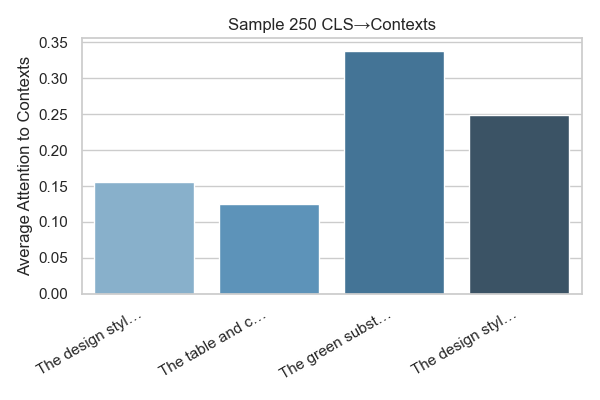 Sample 250 CLS→Contexts
Average Attention to Contexts
0.35
0.30
0.25
0.20
0.15
0.10
0.05
0.00
The design styl…
The table and c…
The green subst…
The design styl…